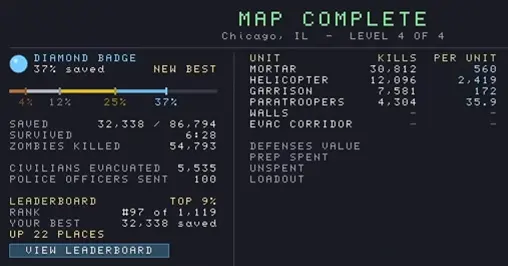 MAP COMPLETE
Chicago, IL - LEVEL 4 OF 4
DIAMOND BADGE
37% saved NEW BEST
4% 12% 25% 37%
SAVED 32,338 / 86,794
SURVIVED 6:28
ZOMBIES KILLED 54,793
CIVILIANS EVACUATED 5,535
POLICE OFFICERS SENT 100
LEADERBOARD TOP 9%
RANK #97 of 1,119
YOUR BEST 32,338 saved
UP 22 PLACES
VIEW LEADERBOARD
UNIT KILLS PER UNIT
MORTAR 30,812 560
HELICOPTER 12,096 2,419
GARRISON 7,581 172
PARATROOPERS 4,304 35.9
WALLS - -
EVAC CORRIDOR - -
DEFENSES VALUE
PREP SPENT
UNSPENT
LOADOUT